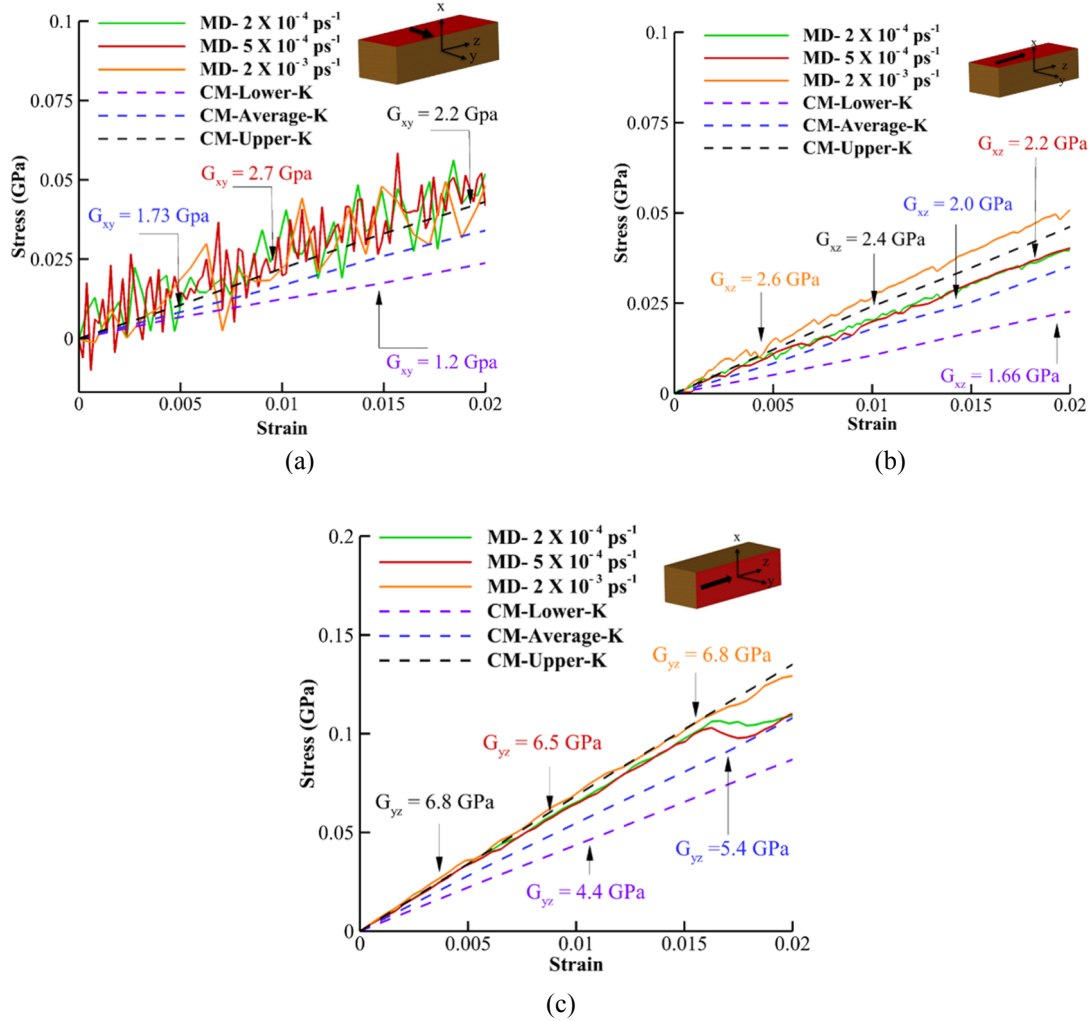 0.1
0.075
0.05
0.025
0
Stress (GPa)
MD- 2 X 10⁻⁴ ps⁻¹
MD- 5 X 10⁻⁴ ps⁻¹
MD- 2 X 10⁻³ ps⁻¹
CM-Lower-K
CM-Average-K
CM-Upper-K
x
z
y
G_xy = 2.2 Gpa
G_xy = 2.7 Gpa
G_xy = 1.73 Gpa
G_xy = 1.2 Gpa
0 0.005 0.01 0.015 0.02
Strain
(a)
0.1
0.075
0.05
0.025
0
Stress (GPa)
MD- 2 X 10⁻⁴ ps⁻¹
MD- 5 X 10⁻⁴ ps⁻¹
MD- 2 X 10⁻³ ps⁻¹
CM-Lower-K
CM-Average-K
CM-Upper-K
x
z
y
G_xz = 2.2 GPa
G_xz = 2.0 GPa
G_xz = 2.4 GPa
G_xz = 2.6 GPa
G_xz = 1.66 GPa
0 0.005 0.01 0.015 0.02
Strain
(b)
0.2
0.15
0.1
0.05
0
Stress (GPa)
MD- 2 X 10⁻⁴ ps⁻¹
MD- 5 X 10⁻⁴ ps⁻¹
MD- 2 X 10⁻³ ps⁻¹
CM-Lower-K
CM-Average-K
CM-Upper-K
x
z
y
G_yz = 6.8 GPa
G_yz = 6.5 GPa
G_yz = 6.8 GPa
G_yz =5.4 GPa
G_yz = 4.4 GPa
0 0.005 0.01 0.015 0.02
Strain
(c)